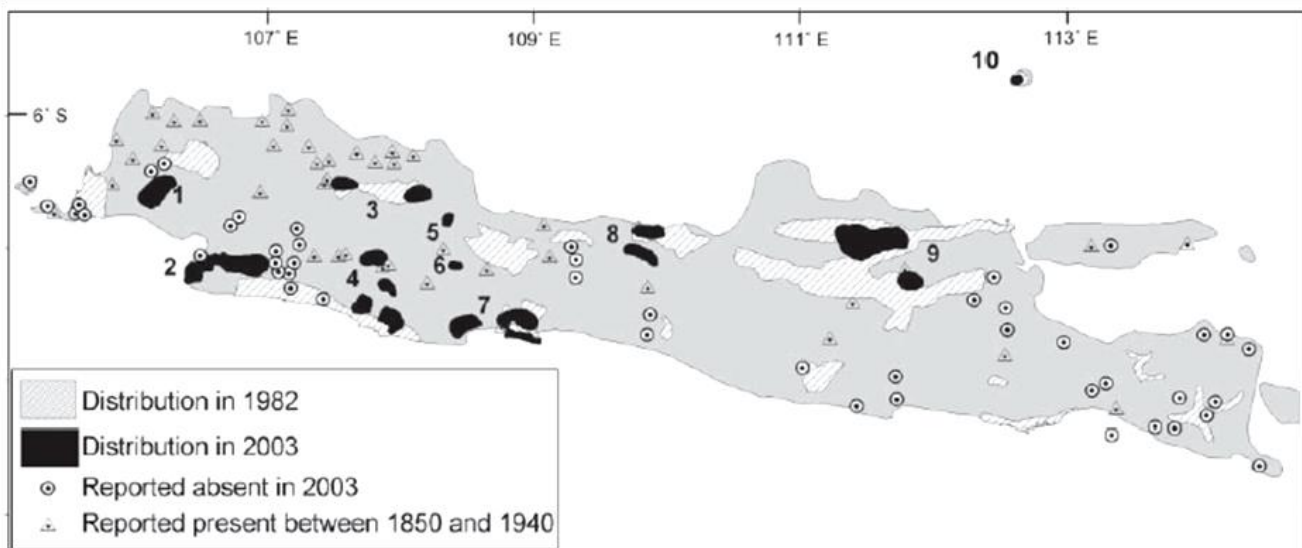 107° E 109° E 111° E 113° E
10
6° S
1
3
5
8
9
2
6
4
7
Distribution in 1982
Distribution in 2003
Reported absent in 2003
Reported present between 1850 and 1940